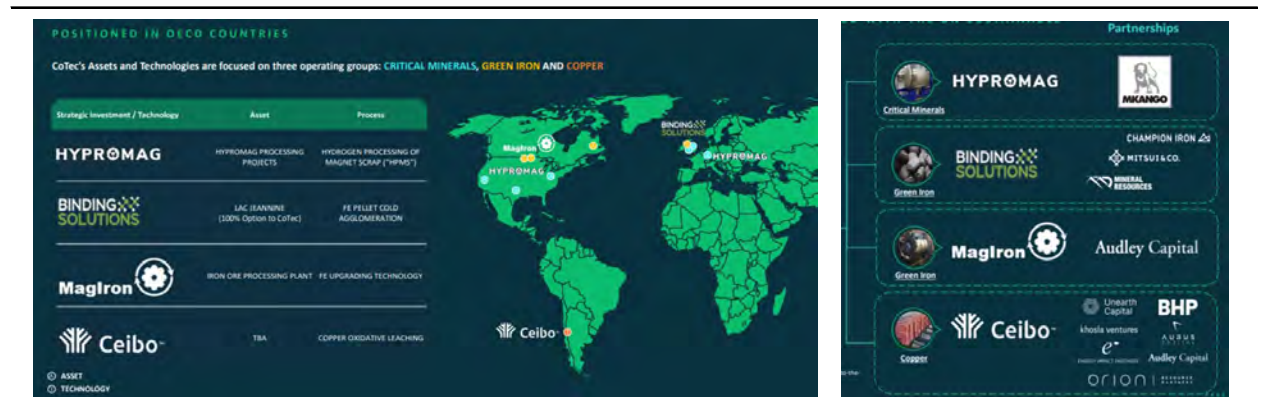 POSITIONED IN OECO COUNTRIES
CoTec's Assets and Technologies are focused on three operating groups: CRITICAL MINERALS, GREEN IRON AND COPPER
Strategic Investment / Technology Asset Process
HYPROMAG
HYPROMAG PROCESSING
PROJECTS
HYDROGEN PROCESSING OF
MAGNET SCRAP ("HPMS")
BINDING
SOLUTIONS
LAC JEANNINE
(100% Option to CoTec)
FE PELLET COLD
AGGLOMERATION
MagIron
IRON ORE PROCESSING PLANT
FE UPGRADING TECHNOLOGY
Ceibo
TBA
COPPER OXIDATIVE LEACHING
ASSET
TECHNOLOGY
MagIron
HYPROMAG
BINDING
SOLUTIONS
HYPROMAG
Ceibo
Partnerships
Critical Minerals
HYPROMAG
MKANGO
Green Iron
BINDING
SOLUTIONS
CHAMPION IRON
MITSUI & CO.
MINERAL
RESOURCES
Green Iron
MagIron
Audley Capital
Copper
Ceibo
Unearth
Capital
BHP
khosla ventures
Audley Capital
orion